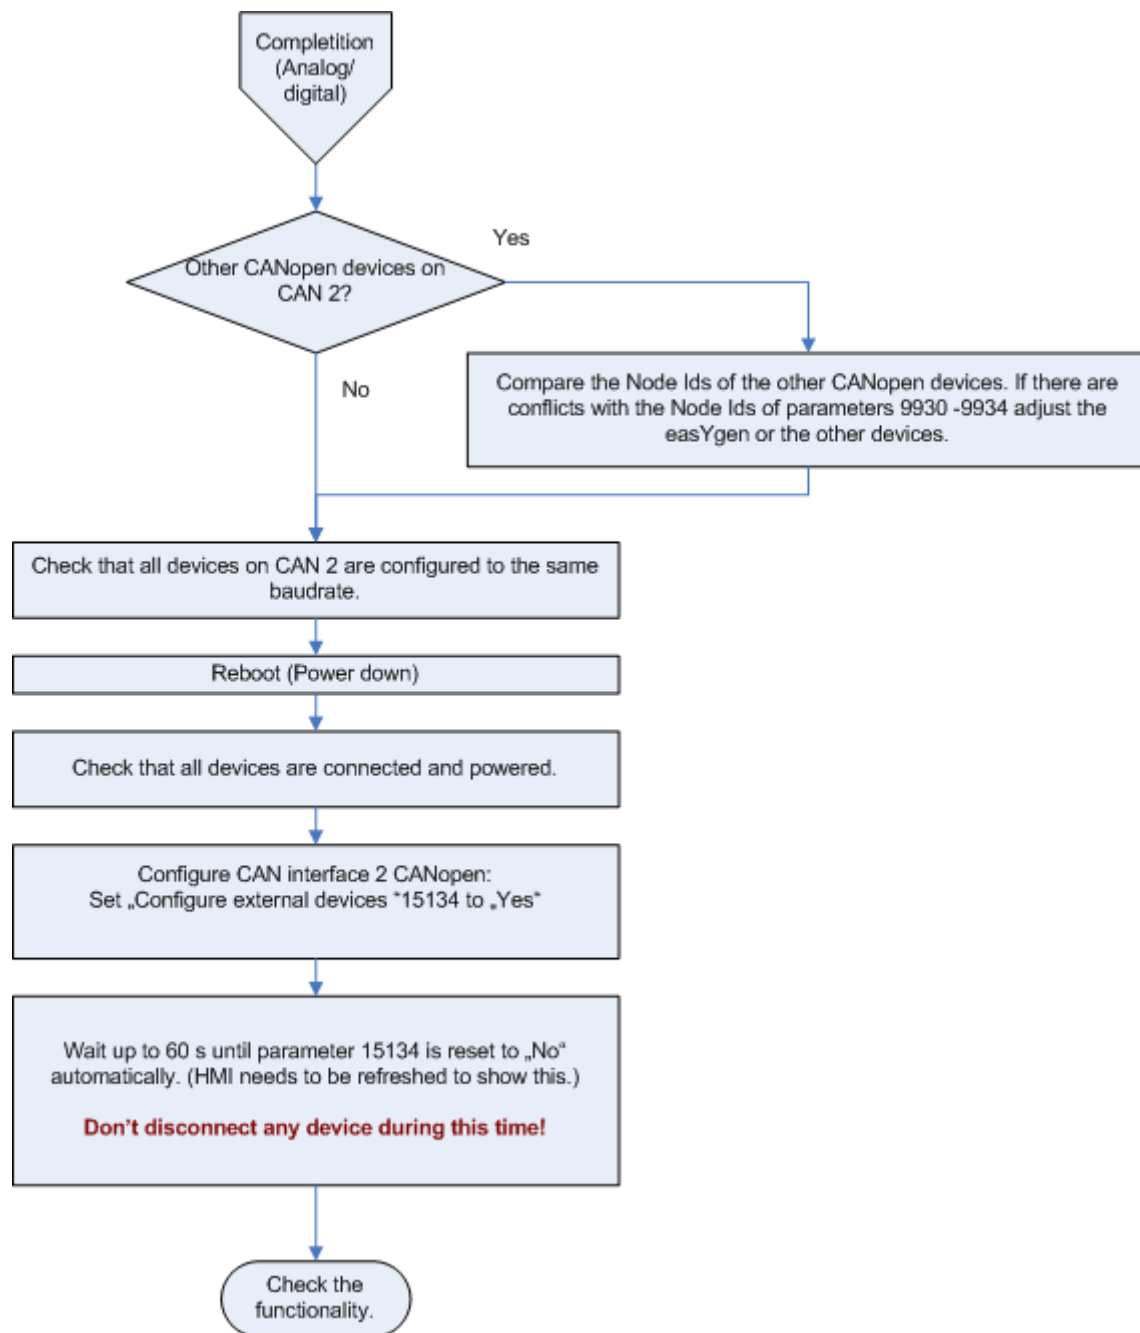 Completition
(Analog/
digital)
Yes
Other CANopen devices on
CAN 2?
No
Compare the Node Ids of the other CANopen devices. If there are
conflicts with the Node Ids of parameters 9930 -9934 adjust the
easYgen or the other devices.
Check that all devices on CAN 2 are configured to the same
baudrate.
Reboot (Power down)
Check that all devices are connected and powered.
Configure CAN interface 2 CANopen:
Set „Configure external devices “15134 to „Yes“
Wait up to 60 s until parameter 15134 is reset to „No“
automatically. (HMI needs to be refreshed to show this.)
Don’t disconnect any device during this time!
Check the
functionality.